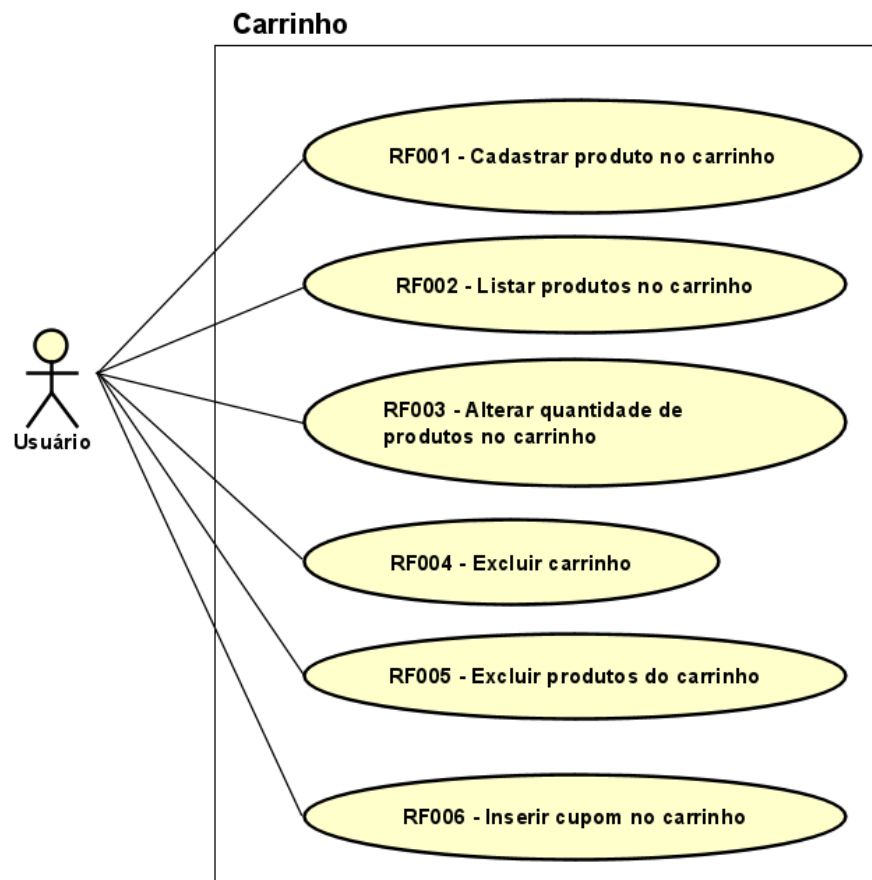 Carrinho
RF001 - Cadastrar produto no carrinho
RF002 - Listar produtos no carrinho
RF003 - Alterar quantidade de
produtos no carrinho
Usuário
RF004 - Excluir carrinho
RF005 - Excluir produtos do carrinho
RF006 - Inserir cupom no carrinho